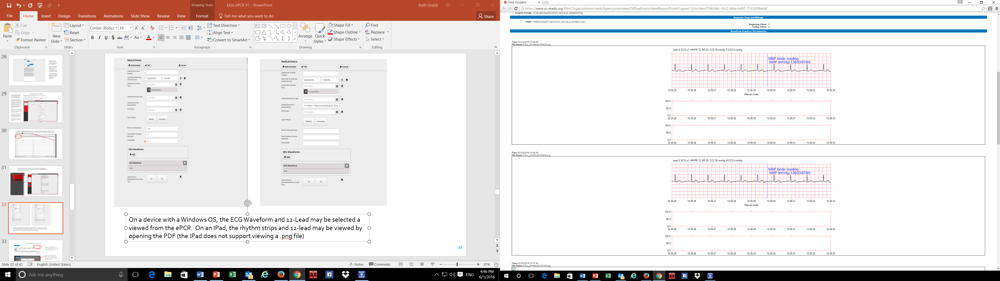 Drawing Tools
Elite ePCR V1 - PowerPoint
Ruth Grubb
File
Home
Insert
Design
Transitions
Animations
Slide Show
Review
View
Format
Tell me what you want to do
Share
Paste
Cut
Copy
Format Painter
Clipboard
New Slide
Layout
Reset
Section
Slides
Corbel (Body)
18
Font
Text Direction
Align Text
Convert to SmartArt
Paragraph
Arrange
Quick Styles
Shape Fill
Shape Outline
Shape Effects
Drawing
Find
Replace
Select
Editing
28
29
30
31
32
33
Medical Device
Add Another
OK
Cancel
Medical Device Serial Number:
Date/Time of Event (per Medical Device):
02/20/2016
10:40:00
Medical Device Event Type:
Find Value...
Defibrillation
Medical Device ECG Lead:
Find Value...
Medical Device ECG Interpretation:
ECG Ectopy:
Find Value...
Type of Shock:
Biphasic
Monophasic
Shock or Pacing Energy:
120
Total Number of Shocks Delivered:
1
Pacing Rate:
0
EKG Waveforms
Add
ECG Waveform
png
Medical Device Administered Prior to EMS Care:
No
Yes
Medical Device
Add Another
OK
Cancel
Medical Device Serial Number:
Date/Time of Event (per Medical Device):
02/20/2016
10:38:50
Medical Device Event Type:
Find Value...
12-Lead ECG
Medical Device ECG Lead:
Find Value...
Medical Device ECG Interpretation:
*** STEMI ***Abnormal finding for 18-39
ECG Ectopy:
Find Value...
Type of Shock:
Biphasic
Monophasic
Shock or Pacing Energy:
Total Number of Shocks Delivered:
Pacing Rate:
EKG Waveforms
Add
ECG Waveform
png
Medical Device Administered Prior to EMS Care:
No
Yes
On a device with a Windows OS, the ECG Waveform and 12-Lead may be selected a
viewed from the ePCR. On an IPad, the rhythm strips and 12-lead may be viewed by
opening the PDF (the IPad does not support viewing a .png file)
32
Slide 32 of 42
English (United States)
Notes
Comments
87%
Ask me anything
ENG
4:46 PM
6/1/2016
Print Incident
https://www.oc-meds.org/Elite/Organizationocmeds/Agencyocemstest/OfflineEmsIncidentReport/Print#/Layout13/Incident7740c8dc-43c2-464e-bd67-715232f84ddf
Invasive Airway: InvasiveAirwayIndication_NotValue_NotReporting
Response Times and Mileage
PSAP: PSAPCallDateTimeModifier_NotValue_NotRecorded
Beginning Odom: 0
Ending Odom: 0
Waveform Graphics / Attachments
Time: 02/20/2016 10:36:29
File Name: ZOLL_20160220103629.png
Lead II, ECG x1, HR/PR 72, RR 20, CO2 38 mmHg, FiCO2 0 mmHg
NIBP mode: reading
NIBP (mmHg) 126/83/97(M)
10:36:25 10:36:26 10:36:27 10:36:28 10:36:29 10:36:30 10:36:31 10:36:32 10:36:33
Manual mode
100.0
50.0
0.0
10:36:25 10:36:26 10:36:27 10:36:28 10:36:29 10:36:30 10:36:31 10:36:32 10:36:33
100.0
50.0
0.0
10:36:25 10:36:26 10:36:27 10:36:28 10:36:29 10:36:30 10:36:31 10:36:32 10:36:33
Time: 02/20/2016 10:36:29
File Name: ZOLL_20160220103629.png
Lead II, ECG x1, HR/PR 72, RR 20, CO2 38 mmHg, FiCO2 0 mmHg
NIBP mode: reading
NIBP (mmHg) 126/83/97(M)
10:36:25 10:36:26 10:36:27 10:36:28 10:36:29 10:36:30 10:36:31 10:36:32 10:36:33
Manual mode
100.0
50.0
0.0
10:36:25 10:36:26 10:36:27 10:36:28 10:36:29 10:36:30 10:36:31 10:36:32 10:36:33
100.0
50.0
0.0
10:36:25 10:36:26 10:36:27 10:36:28 10:36:29 10:36:30 10:36:31 10:36:32 10:36:33
Time: 02/20/2016 10:37:00
File Name: ZOLL_20160220103700.png